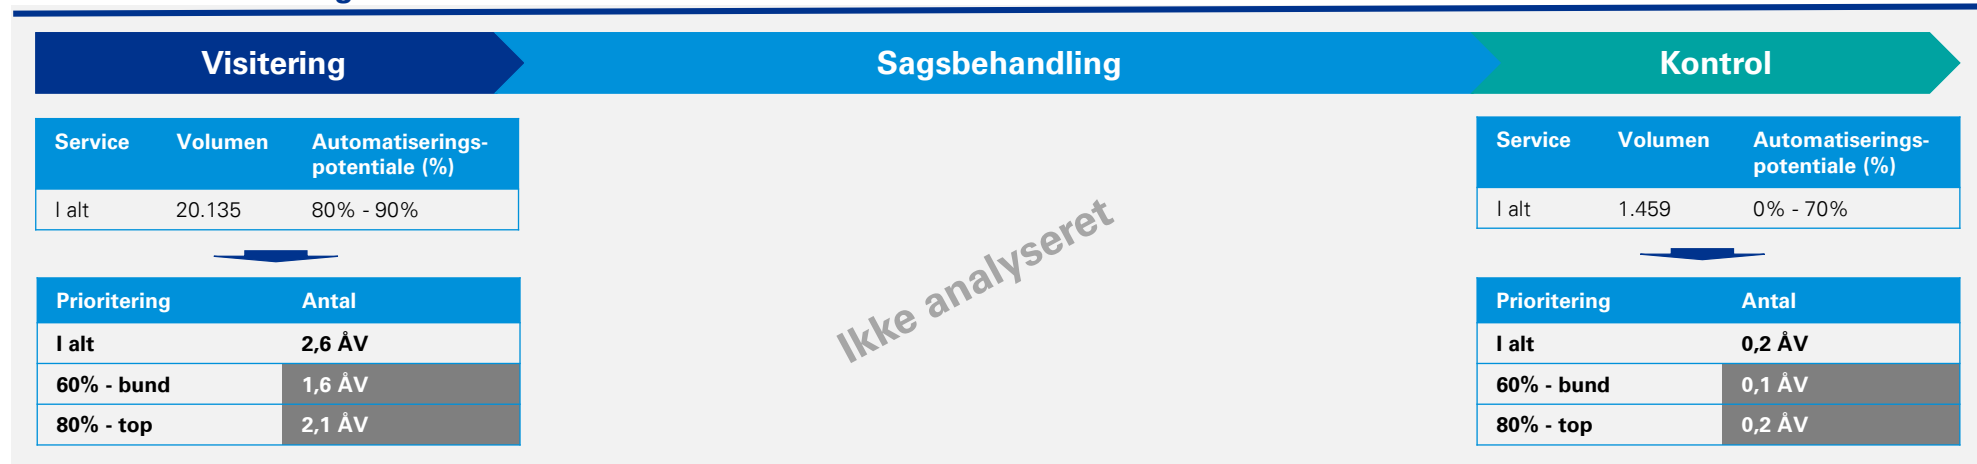 Visitering
Sagsbehandling
Kontrol
Service Volumen Automatiserings-
potentiale (%)
I alt 20.135 80% - 90%
Prioritering Antal
I alt 2,6 ÅV
60% - bund 1,6 ÅV
80% - top 2,1 ÅV
Ikke analyseret
Service Volumen Automatiserings-
potentiale (%)
I alt 1.459 0% - 70%
Prioritering Antal
I alt 0,2 ÅV
60% - bund 0,1 ÅV
80% - top 0,2 ÅV